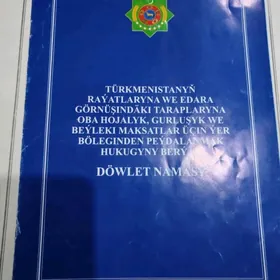 TÜRKMENISTANYŇ
RAÝATLARYNA WE EDARA
GÖRNÜŞINDÄKI TARAPLARYNA
OBA HOJALYK, GURLUŞYK WE
BEÝLEKI MAKSATLAR ÜÇIN ÝER
BÖLEGINDEN PEÝDALANMAK
HUKUGYNY
DÖWLET NAMASY